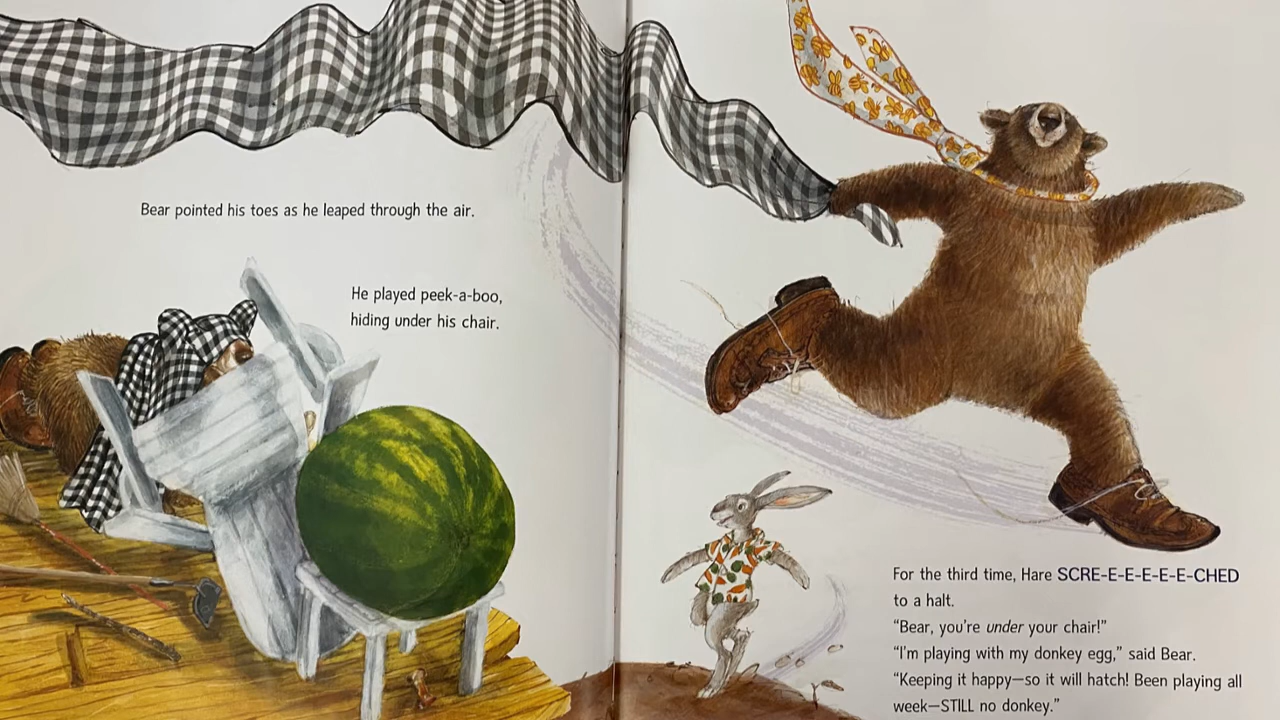 Bear pointed his toes as he leaped through the air.
He played peek-a-boo,
hiding under his chair.
For the third time, Hare SCRE-E-E-E-E-E-CHED
to a halt.
“Bear, you’re under your chair!”
“I’m playing with my donkey egg,” said Bear.
“Keeping it happy—so it will hatch! Been playing all
week—STILL no donkey.”